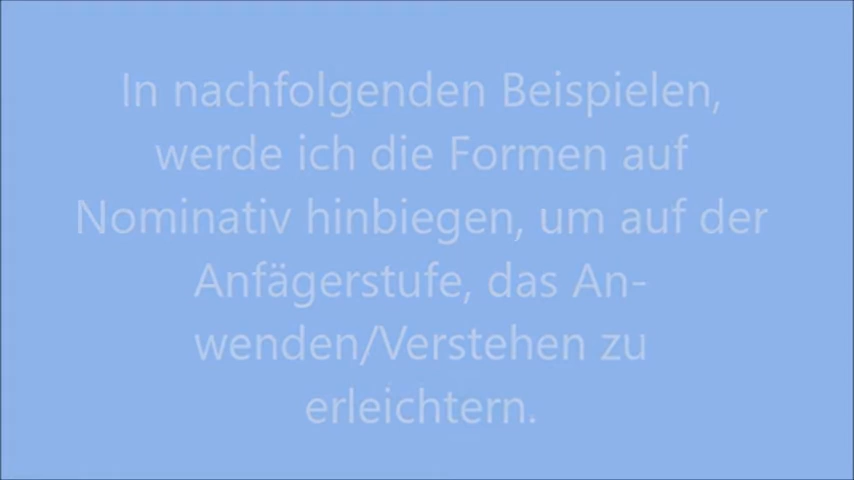 In nachfolgenden Beispielen,
werde ich die Formen auf
Nominativ hinbiegen, um auf der
Anfägerstufe, das An-
wenden/Verstehen zu
erleichtern.